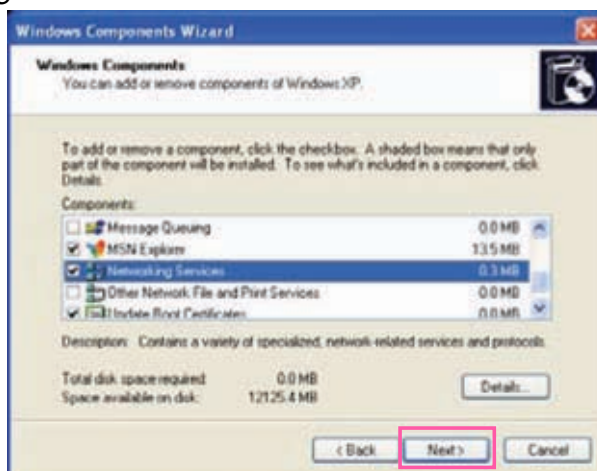 Windows Components Wizard
Windows Components
You can add or remove components of Windows XP.
To add or remove a component, click the checkbox. A shaded box means that only
part of the component will be installed. To see what's included in a component, click
Details.
Components:
Message Queuing 0.0 MB
MSN Explorer 13.5 MB
Networking Services 0.3 MB
Other Network File and Print Services 0.0 MB
Update Root Certificates 0.0 MB
Description: Contains a variety of specialized, network-related services and protocols.
Total disk space required: 0.0 MB
Space available on disk: 12125.4 MB
Details...
< Back Next > Cancel